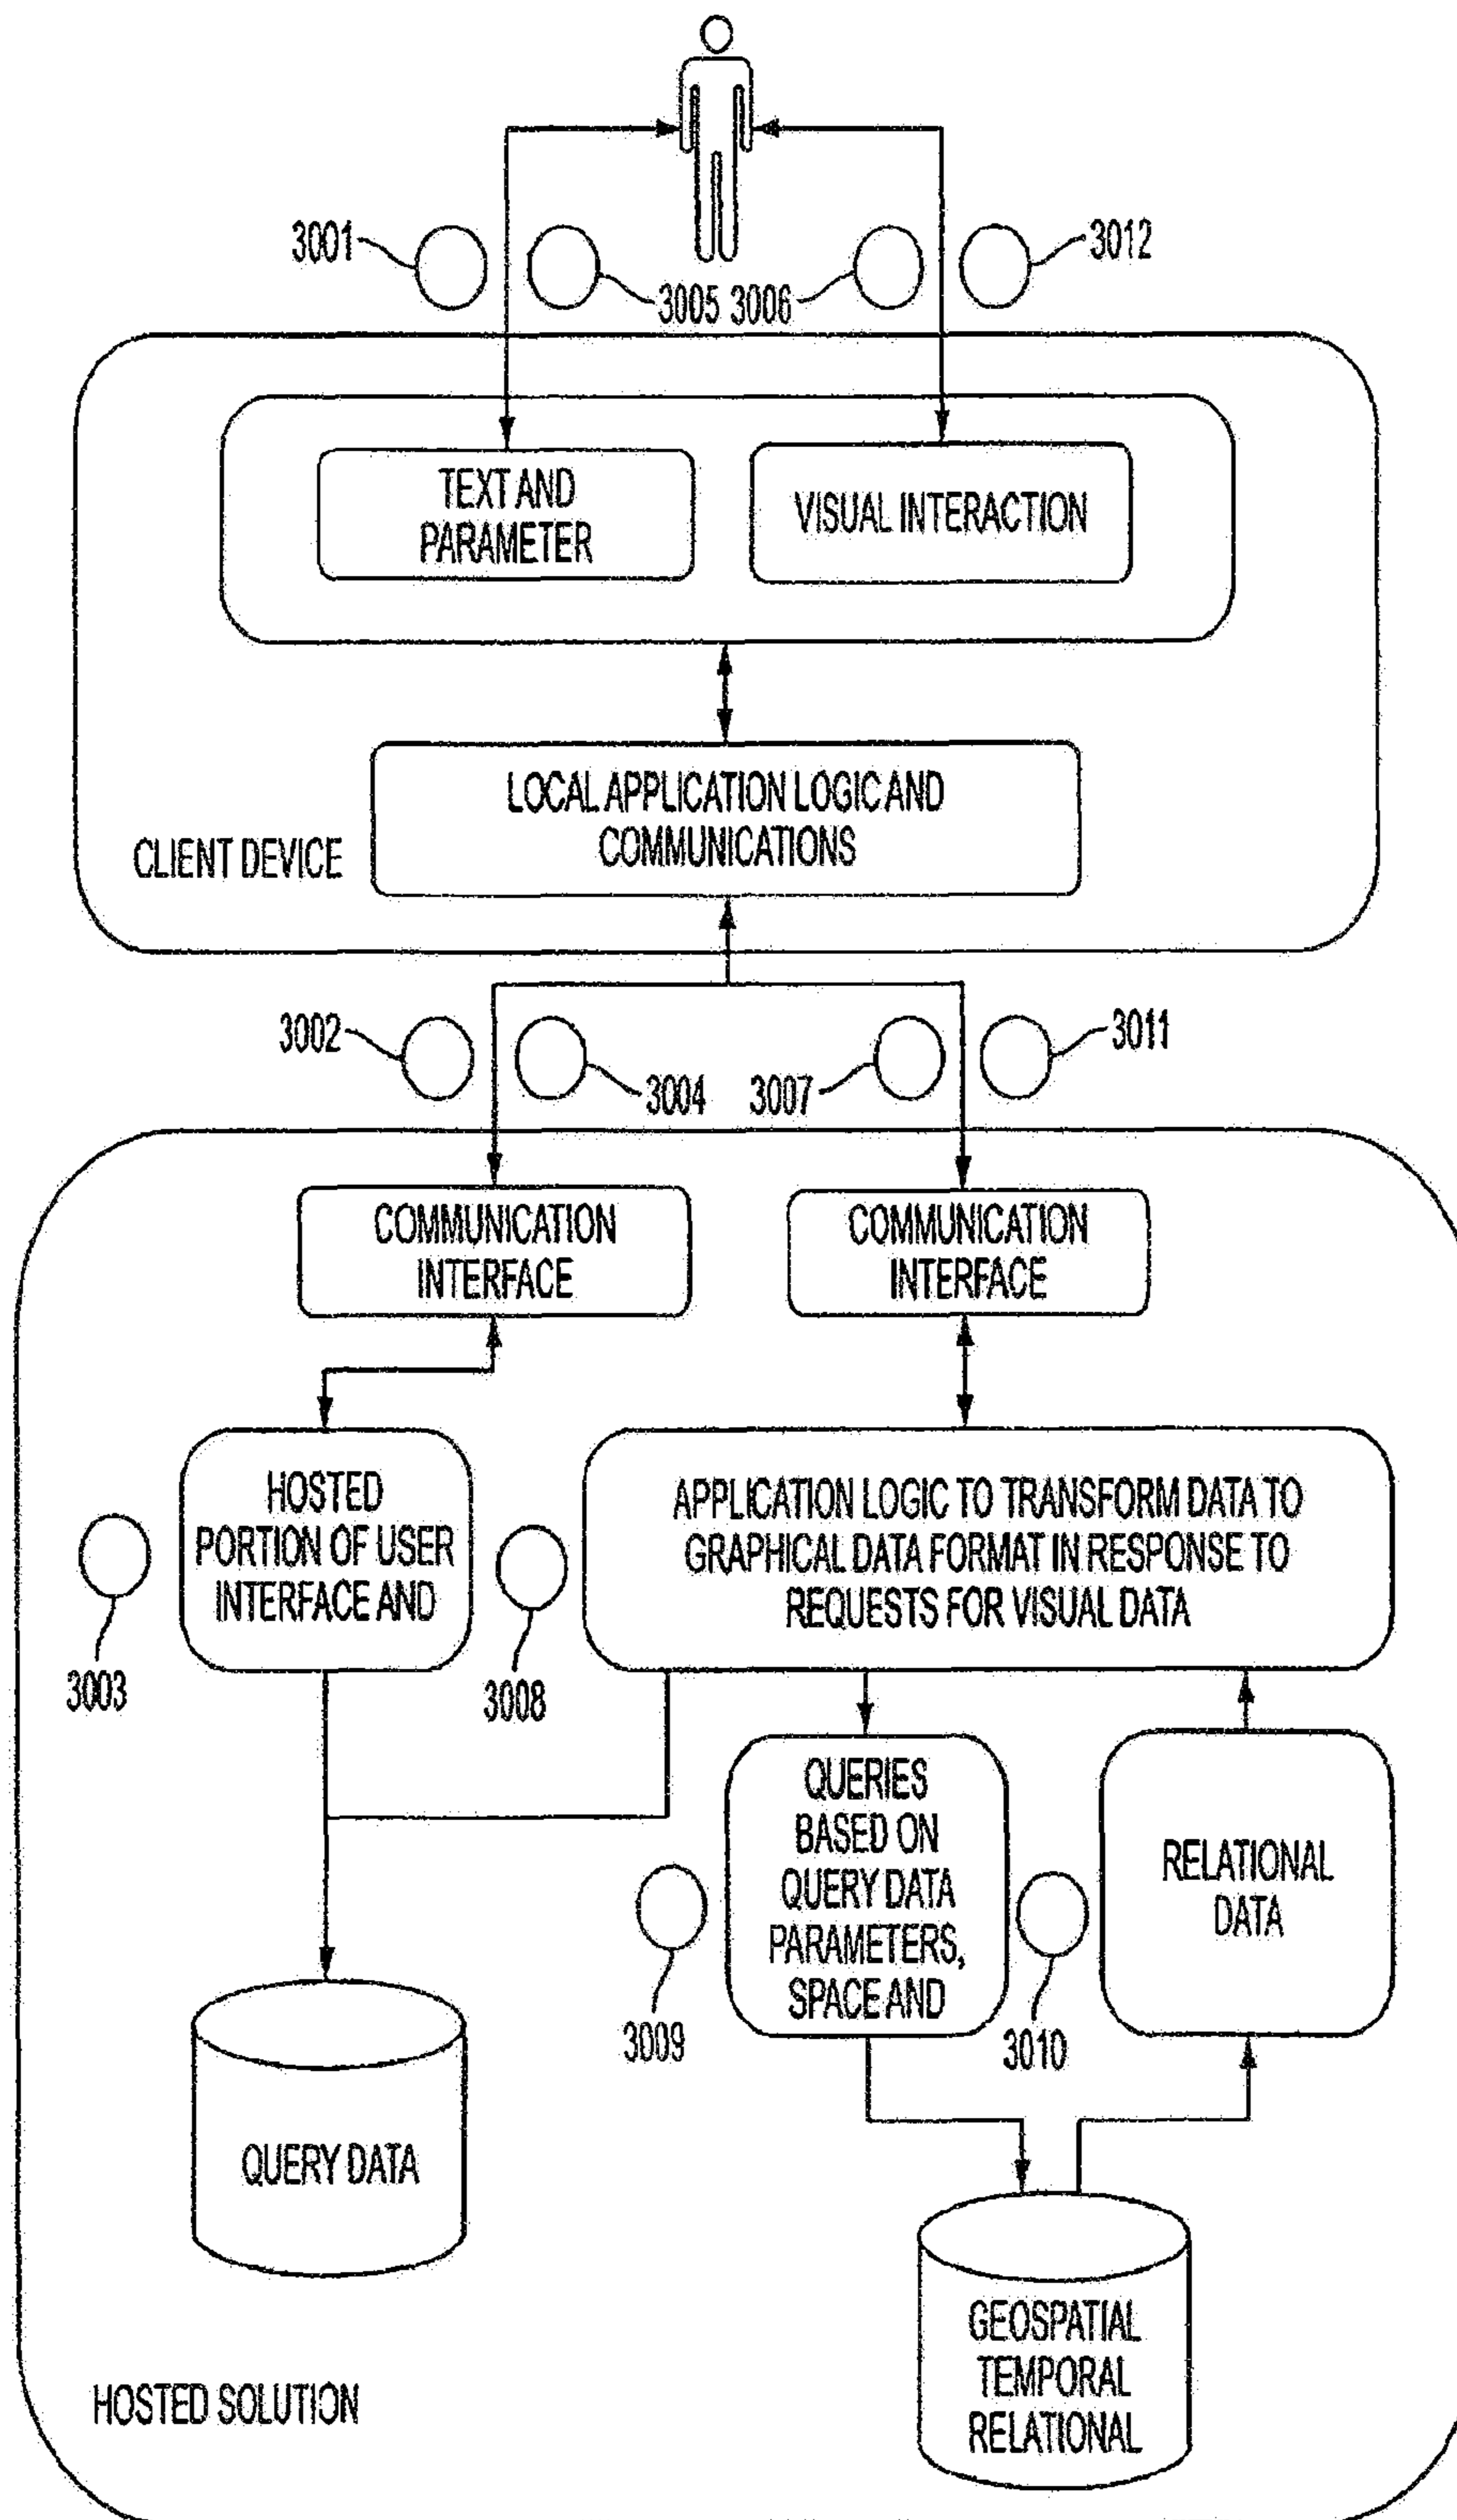 3001
3005 3006
3012
TEXT AND
PARAMETER
VISUAL INTERACTION
LOCAL APPLICATION LOGIC AND
COMMUNICATIONS
CLIENT DEVICE
3002
3004
3007
3011
COMMUNICATION
INTERFACE
COMMUNICATION
INTERFACE
HOSTED
PORTION OF USER
INTERFACE AND
3003
3008
APPLICATION LOGIC TO TRANSFORM DATA TO
GRAPHICAL DATA FORMAT IN RESPONSE TO
REQUESTS FOR VISUAL DATA
QUERIES
BASED ON
QUERY DATA
PARAMETERS,
SPACE AND
3009
3010
RELATIONAL
DATA
QUERY DATA
GEOSPATIAL
TEMPORAL
RELATIONAL
HOSTED SOLUTION